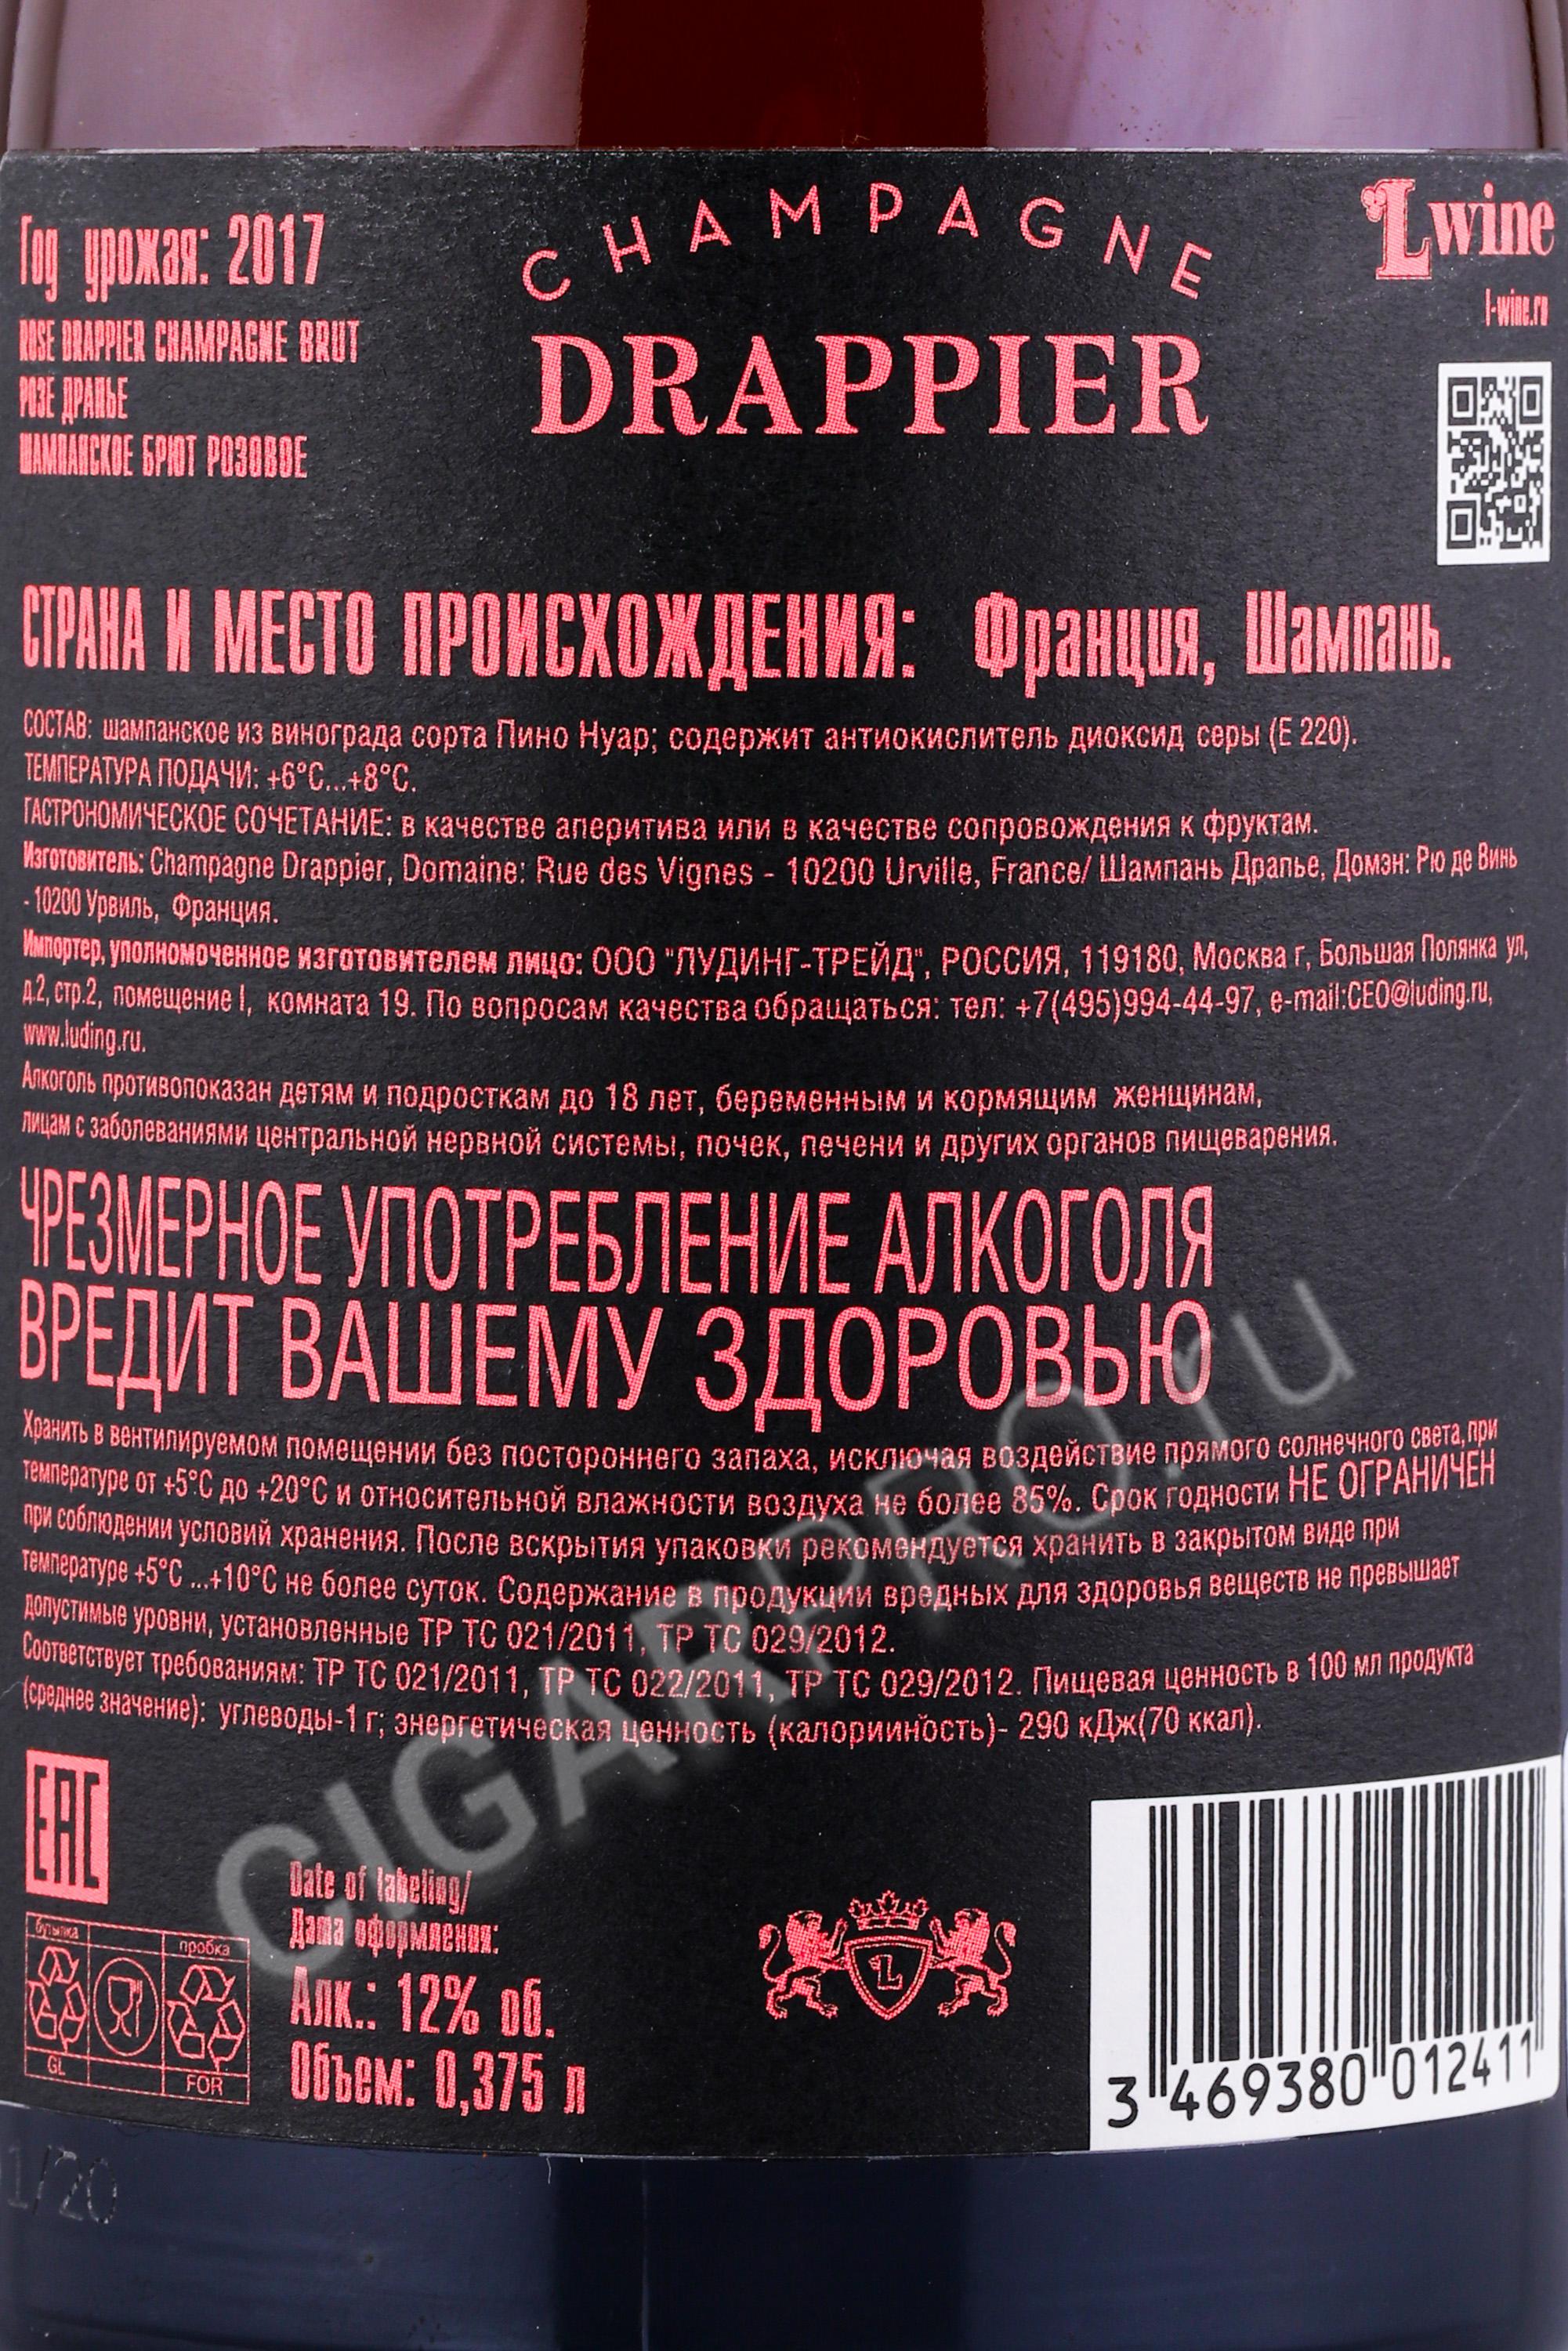 Год урожая: 2017
ROSE DRAPPIER CHAMPAGNE BRUT
РОЗЕ ДРАПЬЕ
ШАМПАНСКОЕ БРЮТ РОЗОВОЕ
CHAMPAGNE
DRAPPIER
Lwine
l-wine.ru
СТРАНА И МЕСТО ПРОИСХОЖДЕНИЯ: Франция, Шампань.
СОСТАВ: шампанское из винограда сорта Пино Нуар; содержит антиокислитель диоксид серы (Е 220).
ТЕМПЕРАТУРА ПОДАЧИ: +6°С...+8°С.
ГАСТРОНОМИЧЕСКОЕ СОЧЕТАНИЕ: в качестве аперитива или в качестве сопровождения к фруктам.
Изготовитель: Champagne Drappier, Domaine: Rue des Vignes - 10200 Urville, France/ Шампань Драпье, Домэн: Рю де Винь
- 10200 Урвиль, Франция.
Импортер, уполномоченное изготовителем лицо: ООО "ЛУДИНГ-ТРЕЙД", РОССИЯ, 119180, Москва г, Большая Полянка ул,
д.2, стр.2, помещение I, комната 19. По вопросам качества обращаться: тел: +7(495)994-44-97, e-mail:CEO@luding.ru,
www.luding.ru.
Алкоголь противопоказан детям и подросткам до 18 лет, беременным и кормящим женщинам,
лицам с заболеваниями центральной нервной системы, почек, печени и других органов пищеварения.
ЧРЕЗМЕРНОЕ УПОТРЕБЛЕНИЕ АЛКОГОЛЯ
ВРЕДИТ ВАШЕМУ ЗДОРОВЬЮ
Хранить в вентилируемом помещении без постороннего запаха, исключая воздействие прямого солнечного света, при
температуре от +5°С до +20°С и относительной влажности воздуха не более 85%. Срок годности НЕ ОГРАНИЧЕН
при соблюдении условий хранения. После вскрытия упаковки рекомендуется хранить в закрытом виде при
температуре +5°С ...+10°С не более суток. Содержание в продукции вредных для здоровья веществ не превышает
допустимые уровни, установленные ТР ТС 021/2011, ТР ТС 029/2012.
Соответствует требованиям: ТР ТС 021/2011, ТР ТС 022/2011, ТР ТС 029/2012. Пищевая ценность в 100 мл продукта
(среднее значение): углеводы-1 г; энергетическая ценность (калорииность)- 290 кДж(70 ккал).
CIGARPRO.ru
EAC
бутылка
пробка
GL
FOR
Date of labeling/
Дата оформления:
Алк.: 12% об.
Объем: 0,375 л
L
3 469380 012411
1/20